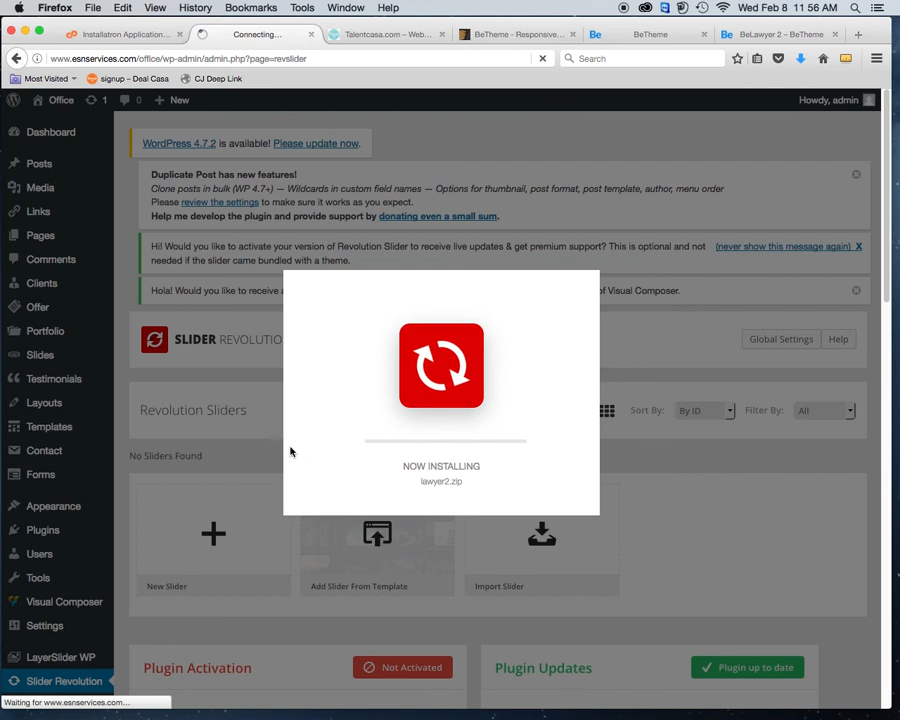 Firefox File Edit View History Bookmarks Tools Window Help Wed Feb 8 11:56 AM
Installatron Application... Connecting... Talentcasa.com – Web... BeTheme - Responsive... BeTheme BeLawyer 2 – BeTheme
www.esnservices.com/office/wp-admin/admin.php?page=revslider Search
Most Visited signup – Deal Casa CJ Deep Link
Office 1 0 New Howdy, admin
Dashboard
Posts
Media
Links
Pages
Comments
Clients
Offer
Portfolio
Slides
Testimonials
Layouts
Templates
Contact
Forms
Appearance
Plugins
Users
Tools
Visual Composer
Settings
LayerSlider WP
Slider Revolution
WordPress 4.7.2 is available! Please update now.
Duplicate Post has new features!
Clone posts in bulk (WP 4.7+) — Wildcards in custom field names — Options for thumbnail, post format, post template, author, menu order
Please review the settings to make sure it works as you expect.
Help me develop the plugin and provide support by donating even a small sum.
Hi! Would you like to activate your version of Revolution Slider to receive live updates & get premium support? This is optional and not
needed if the slider came bundled with a theme.
(never show this message again) X
Hola! Would you like to receive of Visual Composer.
SLIDER REVOLUTIO Global Settings Help
Revolution Sliders Sort By: By ID Filter By: All
No Sliders Found
NOW INSTALLING
lawyer2.zip
New Slider Add Slider From Template Import Slider
Plugin Activation Not Activated Plugin Updates Plugin up to date
Waiting for www.esnservices.com...